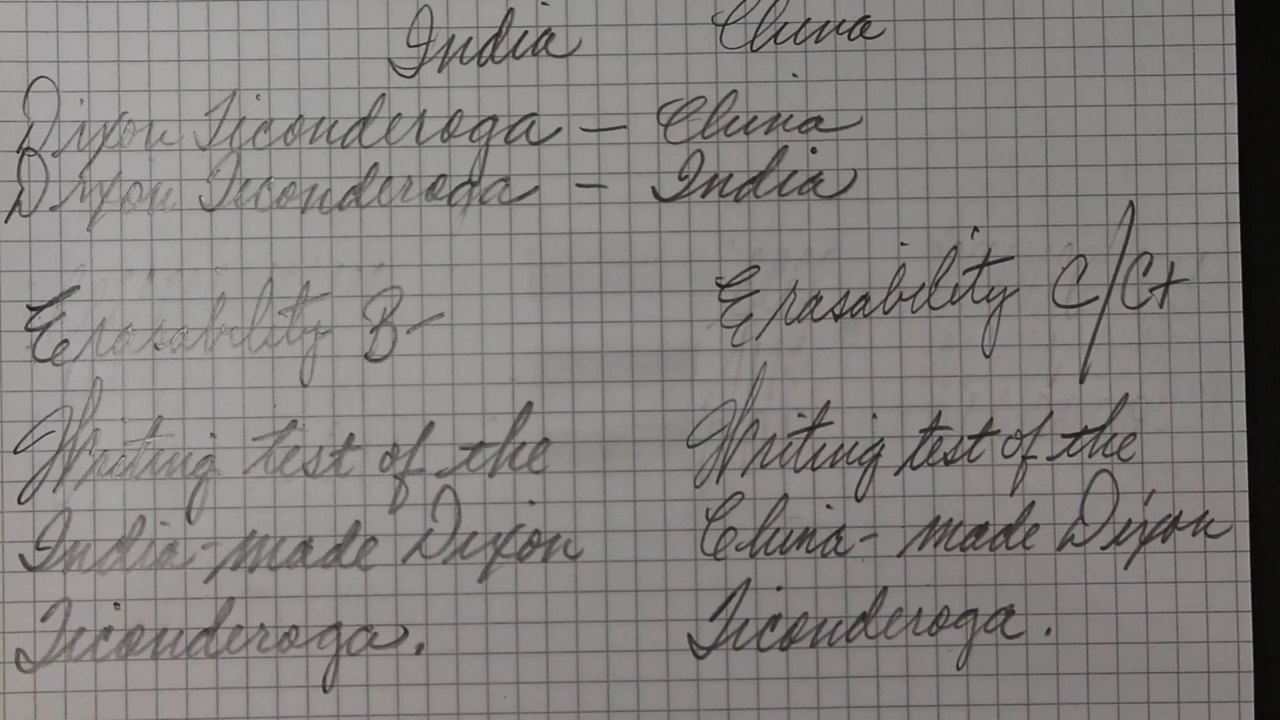 India China
Dixon Ticonderoga – China
Dixon Ticonderoga – India
Erasability B-
Erasability C/C+
Writing test of the
India-made Dixon
Ticonderoga.
Writing test of the
China-made Dixon
Ticonderoga.